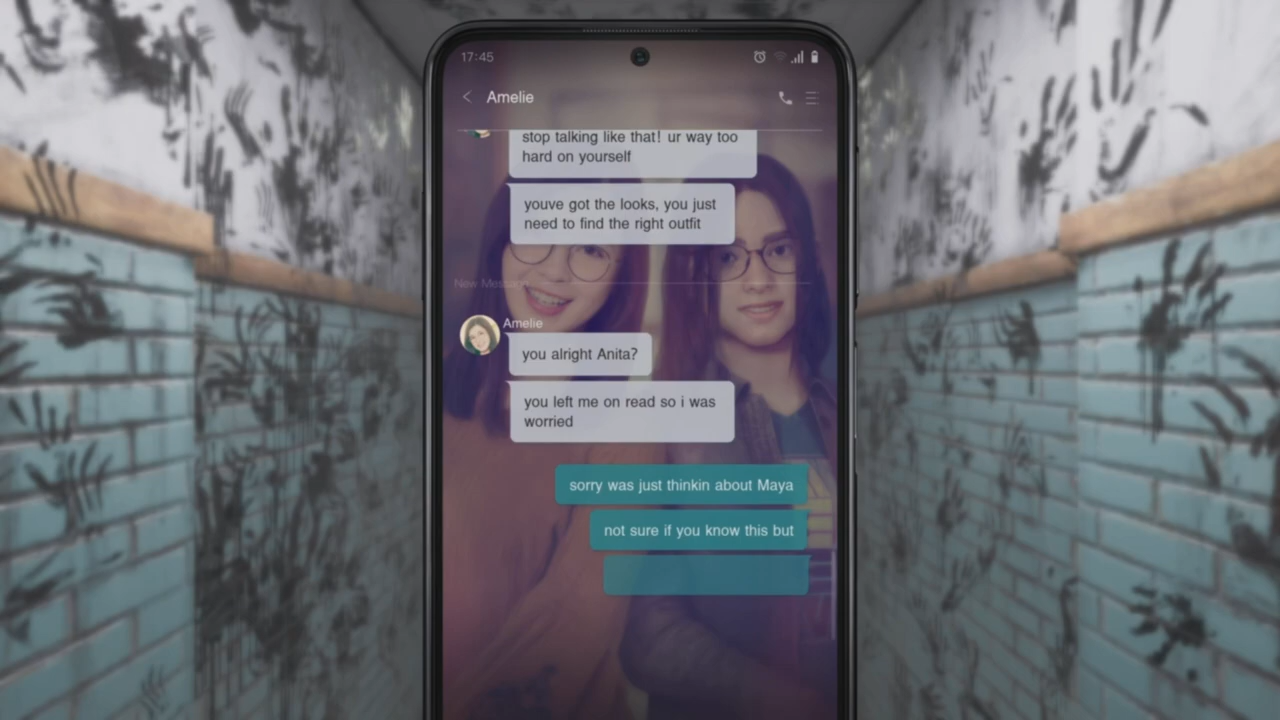 17:45
Amelie
stop talking like that! ur way too
hard on yourself
youve got the looks, you just
need to find the right outfit
New Message
Amelie
you alright Anita?
you left me on read so i was
worried
sorry was just thinkin about Maya
not sure if you know this but